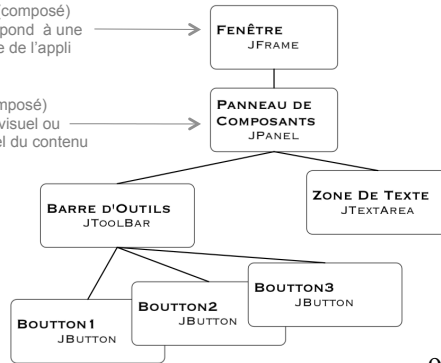 (composé)
pond à une
e de l'appli
FENÊTRE
JFRAME
mposé)
visuel ou
el du contenu
PANNEAU DE
COMPOSANTS
JPANEL
BARRE D'OUTILS
JTOOLBAR
ZONE DE TEXTE
JTEXTAREA
BOUTTON1
JBUTTON
BOUTTON2
JBUTTON
BOUTTON3
JBUTTON